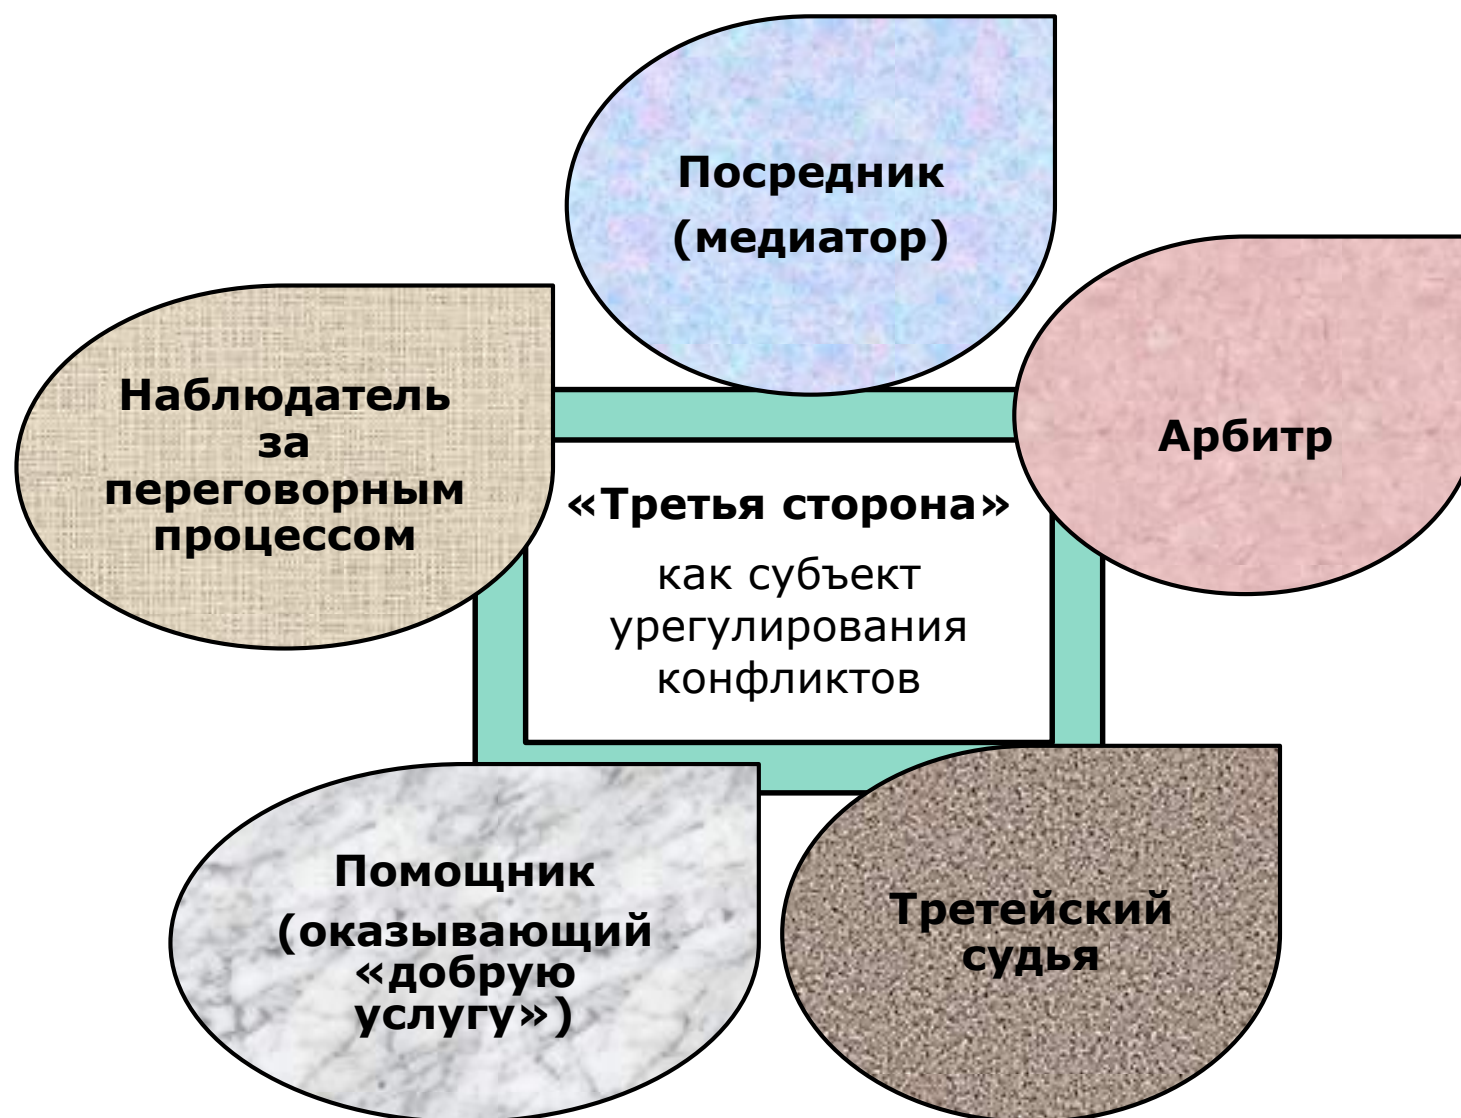 Посредник
(медиатор)
Арбитр
Наблюдатель
за
переговорным
процессом
«Третья сторона»
как субъект
урегулирования
конфликтов
Помощник
(оказывающий
«добрую
услугу»)
Третейский
судья